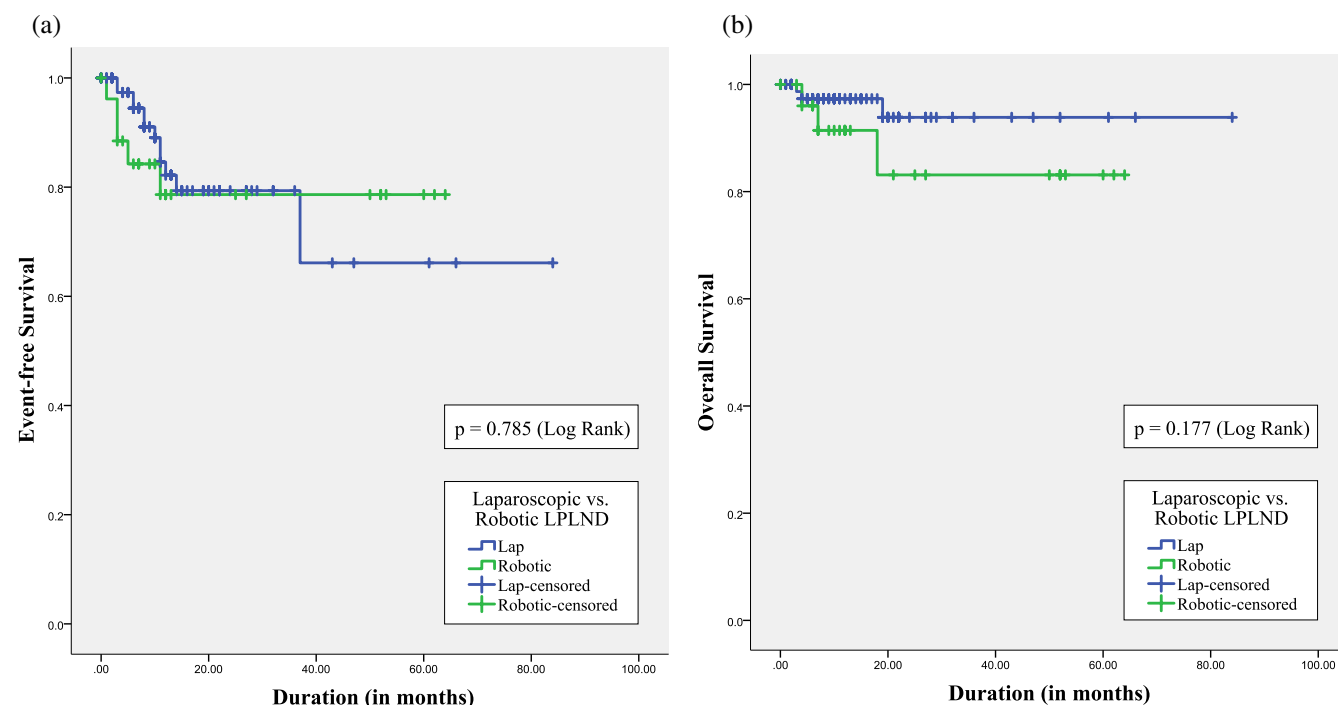 (a)
Event-free Survival
1.0
0.8
0.6
0.4
0.2
0.0
p = 0.785 (Log Rank)
Laparoscopic vs.
Robotic LPLND
Lap
Robotic
Lap-censored
Robotic-censored
.00 20.00 40.00 60.00 80.00 100.00
Duration (in months)
(b)
Overall Survival
1.0
0.8
0.6
0.4
0.2
0.0
p = 0.177 (Log Rank)
Laparoscopic vs.
Robotic LPLND
Lap
Robotic
Lap-censored
Robotic-censored
.00 20.00 40.00 60.00 80.00 100.00
Duration (in months)